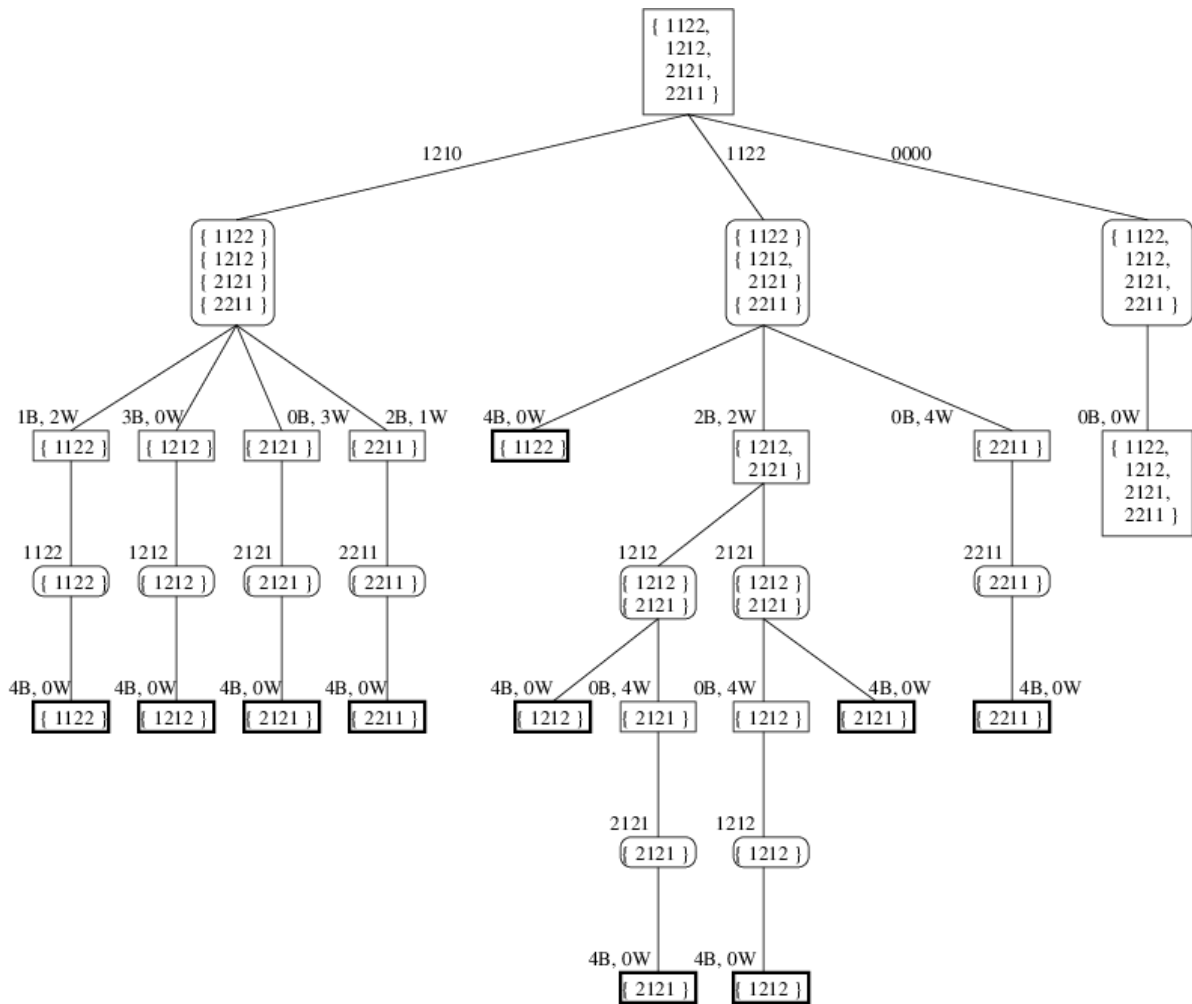 { 1122,
1212,
2121,
2211 }
1210
1122
0000
{ 1122 }
{ 1212 }
{ 2121 }
{ 2211 }
{ 1122 }
{ 1212,
2121 }
{ 2211 }
{ 1122,
1212,
2121,
2211 }
1B, 2W
3B, 0W
0B, 3W
2B, 1W
4B, 0W
2B, 2W
0B, 4W
0B, 0W
{ 1122 }
{ 1212 }
{ 2121 }
{ 2211 }
{ 1122 }
{ 1212,
2121 }
{ 2211 }
{ 1122,
1212,
2121,
2211 }
1122
1212
2121
2211
1212
2121
2211
{ 1122 }
{ 1212 }
{ 2121 }
{ 2211 }
{ 1212 }
{ 2121 }
{ 1212 }
{ 2121 }
{ 2211 }
4B, 0W
4B, 0W
4B, 0W
4B, 0W
4B, 0W
0B, 4W
0B, 4W
4B, 0W
4B, 0W
{ 1122 }
{ 1212 }
{ 2121 }
{ 2211 }
{ 1212 }
{ 2121 }
{ 1212 }
{ 2121 }
{ 2211 }
2121
1212
{ 2121 }
{ 1212 }
4B, 0W
4B, 0W
{ 2121 }
{ 1212 }